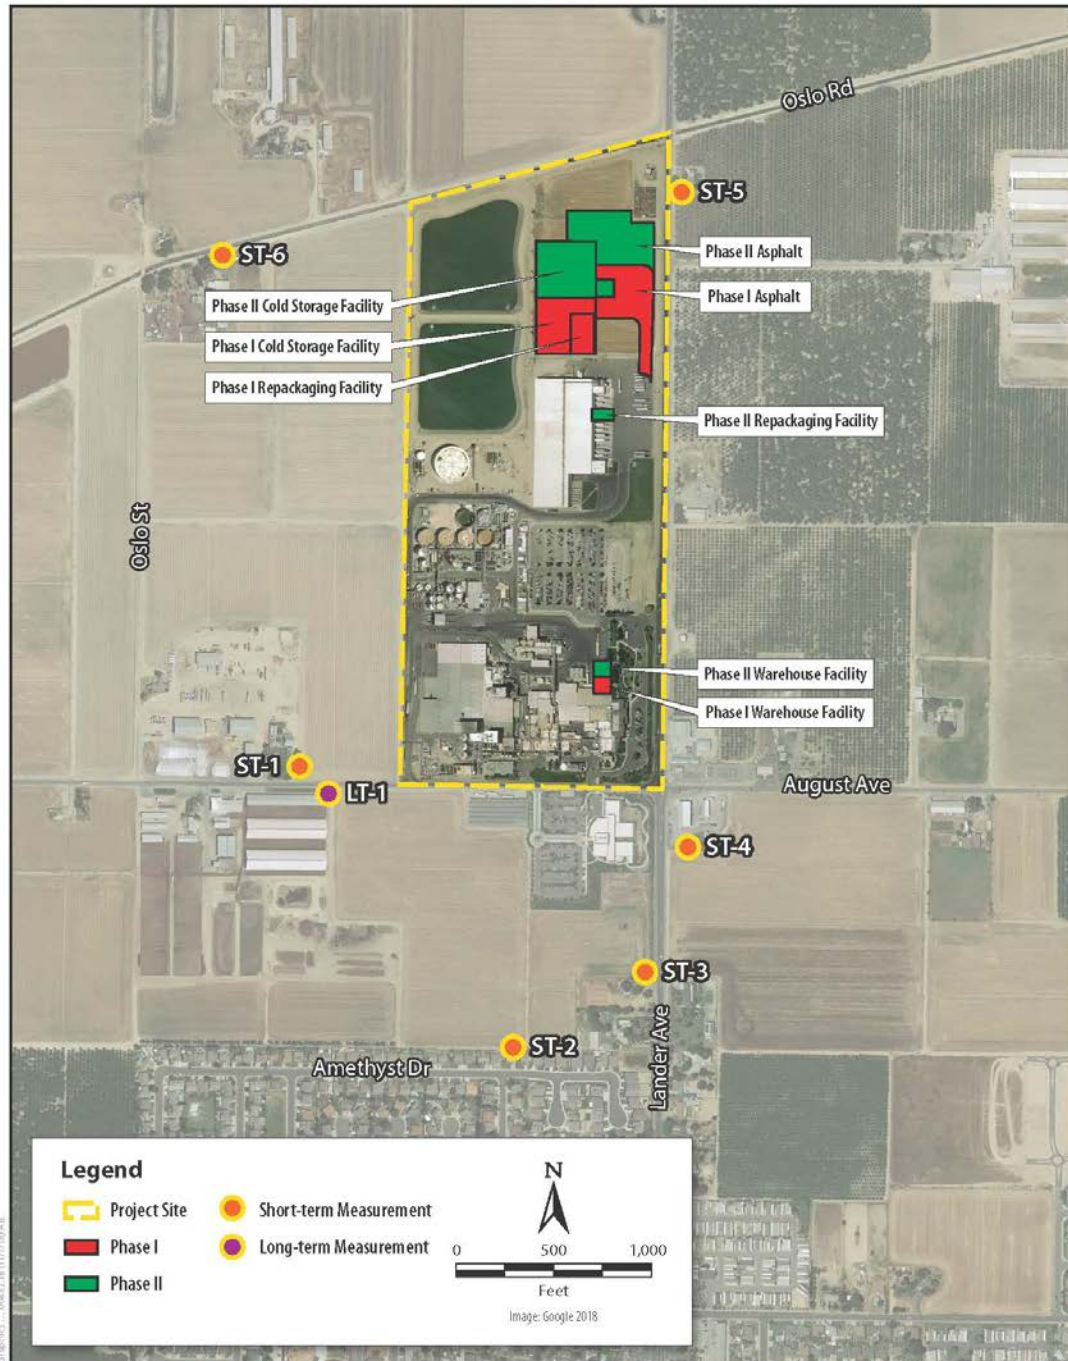 Oslo Rd
ST-5
ST-6
Phase II Asphalt
Phase I Asphalt
Phase II Cold Storage Facility
Phase I Cold Storage Facility
Phase I Repackaging Facility
Phase II Repackaging Facility
Oslo St
Phase II Warehouse Facility
Phase I Warehouse Facility
ST-1
LT-1
August Ave
ST-4
ST-3
ST-2
Amethyst Dr
Lander Ave
Legend
Project Site
Phase I
Phase II
Short-term Measurement
Long-term Measurement
N
0 500 1,000
Feet
Image: Google 2018